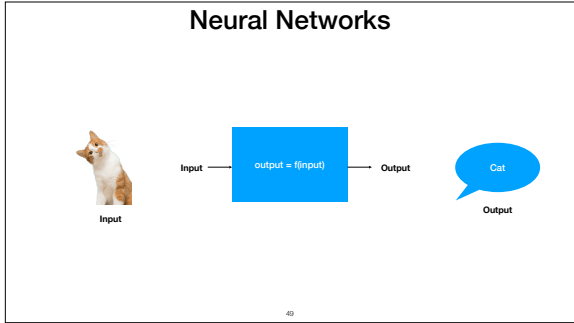 Neural Networks
Input
output = f(input)
Output
Cat
Input
Output
49